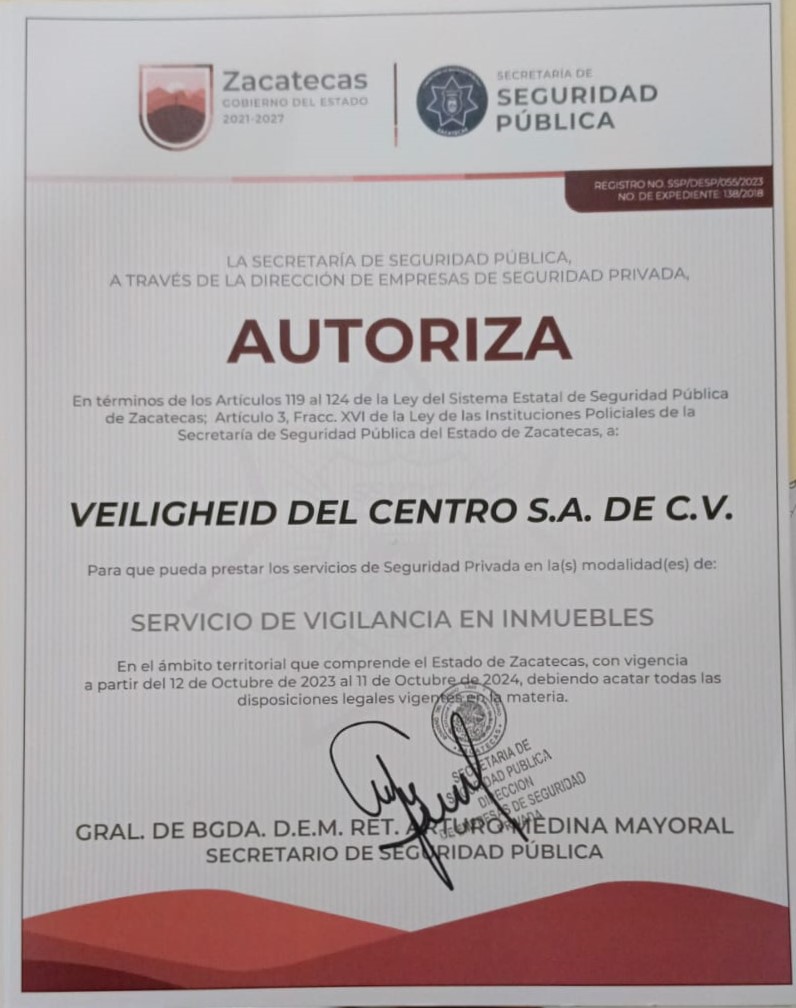 Zacatecas
GOBIERNO DEL ESTADO
2021-2027
SECRETARÍA DE
SEGURIDAD
PÚBLICA
REGISTRO NO. SSP/DESP/055/2023
NO. DE EXPEDIENTE: 138/2018
LA SECRETARÍA DE SEGURIDAD PÚBLICA,
A TRAVÉS DE LA DIRECCIÓN DE EMPRESAS DE SEGURIDAD PRIVADA,
AUTORIZA
En términos de los Artículos 119 al 124 de la Ley del Sistema Estatal de Seguridad Pública
de Zacatecas; Artículo 3, Fracc. XVI de la Ley de las Instituciones Policiales de la
Secretaría de Seguridad Pública del Estado de Zacatecas, a:
VEILIGHEID DEL CENTRO S.A. DE C.V.
Para que pueda prestar los servicios de Seguridad Privada en la(s) modalidad(es) de:
SERVICIO DE VIGILANCIA EN INMUEBLES
En el ámbito territorial que comprende el Estado de Zacatecas, con vigencia
a partir del 12 de Octubre de 2023 al 11 de Octubre de 2024, debiendo acatar todas las
disposiciones legales vigentes en la materia.
SECRETARIA DE
SEGURIDAD PUBLICA
DIRECCION
DE EMPRESAS DE SEGURIDAD
PRIVADA
GRAL. DE BGDA. D.E.M. RET. ARTURO MEDINA MAYORAL
SECRETARIO DE SEGURIDAD PÚBLICA